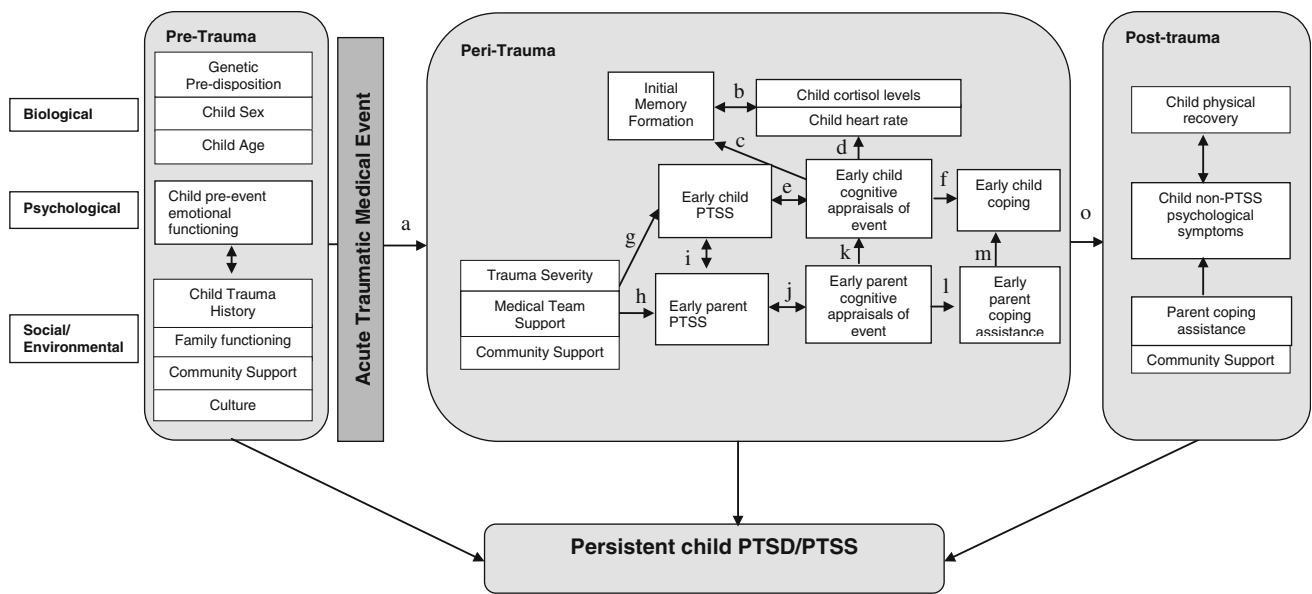 Biological
Psychological
Social/
Environmental
Pre-Trauma
Genetic
Pre-disposition
Child Sex
Child Age
Child pre-event
emotional
functioning
Child Trauma
History
Family functioning
Community Support
Culture
Acute Traumatic Medical Event
a
Peri-Trauma
Initial
Memory
Formation
b
Child cortisol levels
Child heart rate
c
d
Early child
PTSS
e
Early child
cognitive
appraisals of
event
f
Early child
coping
g
i
k
m
Trauma Severity
Medical Team
Support
Community Support
h
Early parent
PTSS
j
Early parent
cognitive
appraisals of
event
l
Early
parent
coping
assistance
o
Post-trauma
Child physical
recovery
Child non-PTSS
psychological
symptoms
Parent coping
assistance
Community Support
Persistent child PTSD/PTSS